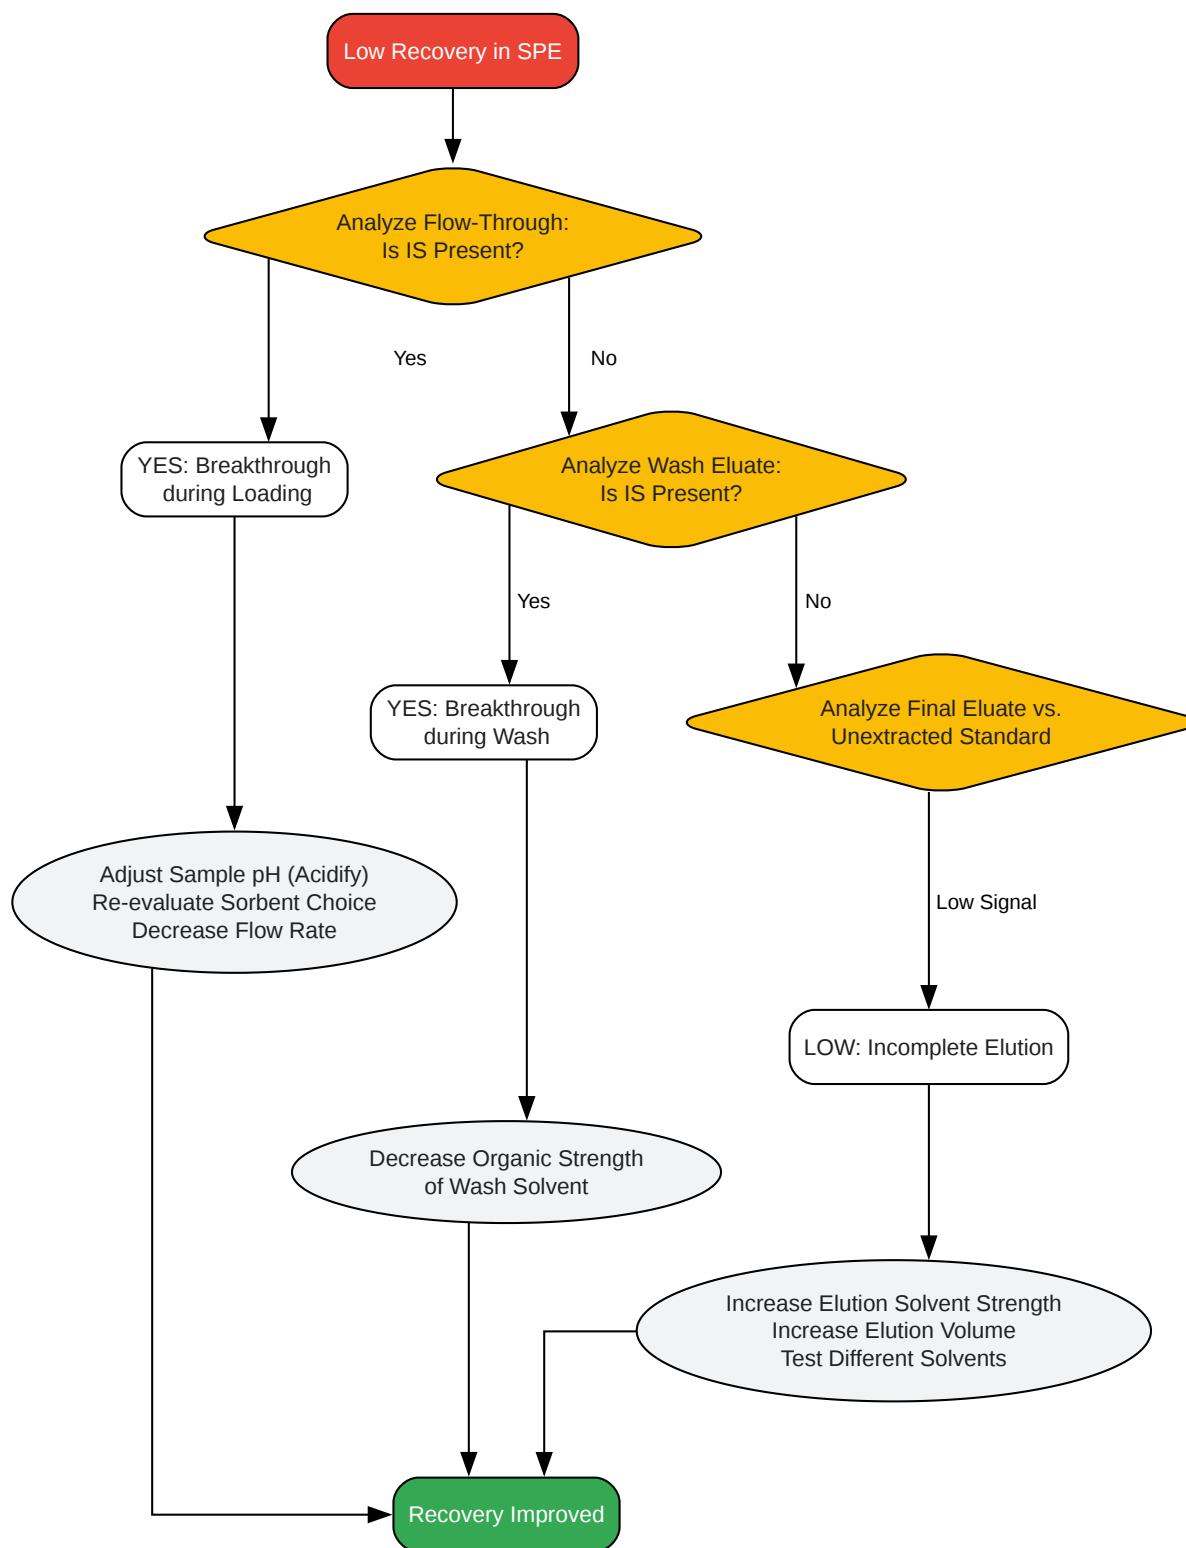 Low Recovery in SPE
Analyze Flow-Through:
Is IS Present?
Yes
No
YES: Breakthrough
during Loading
Analyze Wash Eluate:
Is IS Present?
Yes
No
YES: Breakthrough
during Wash
Analyze Final Eluate vs.
Unextracted Standard
Adjust Sample pH (Acidify)
Re-evaluate Sorbent Choice
Decrease Flow Rate
Low Signal
LOW: Incomplete Elution
Decrease Organic Strength
of Wash Solvent
Increase Elution Solvent Strength
Increase Elution Volume
Test Different Solvents
Recovery Improved